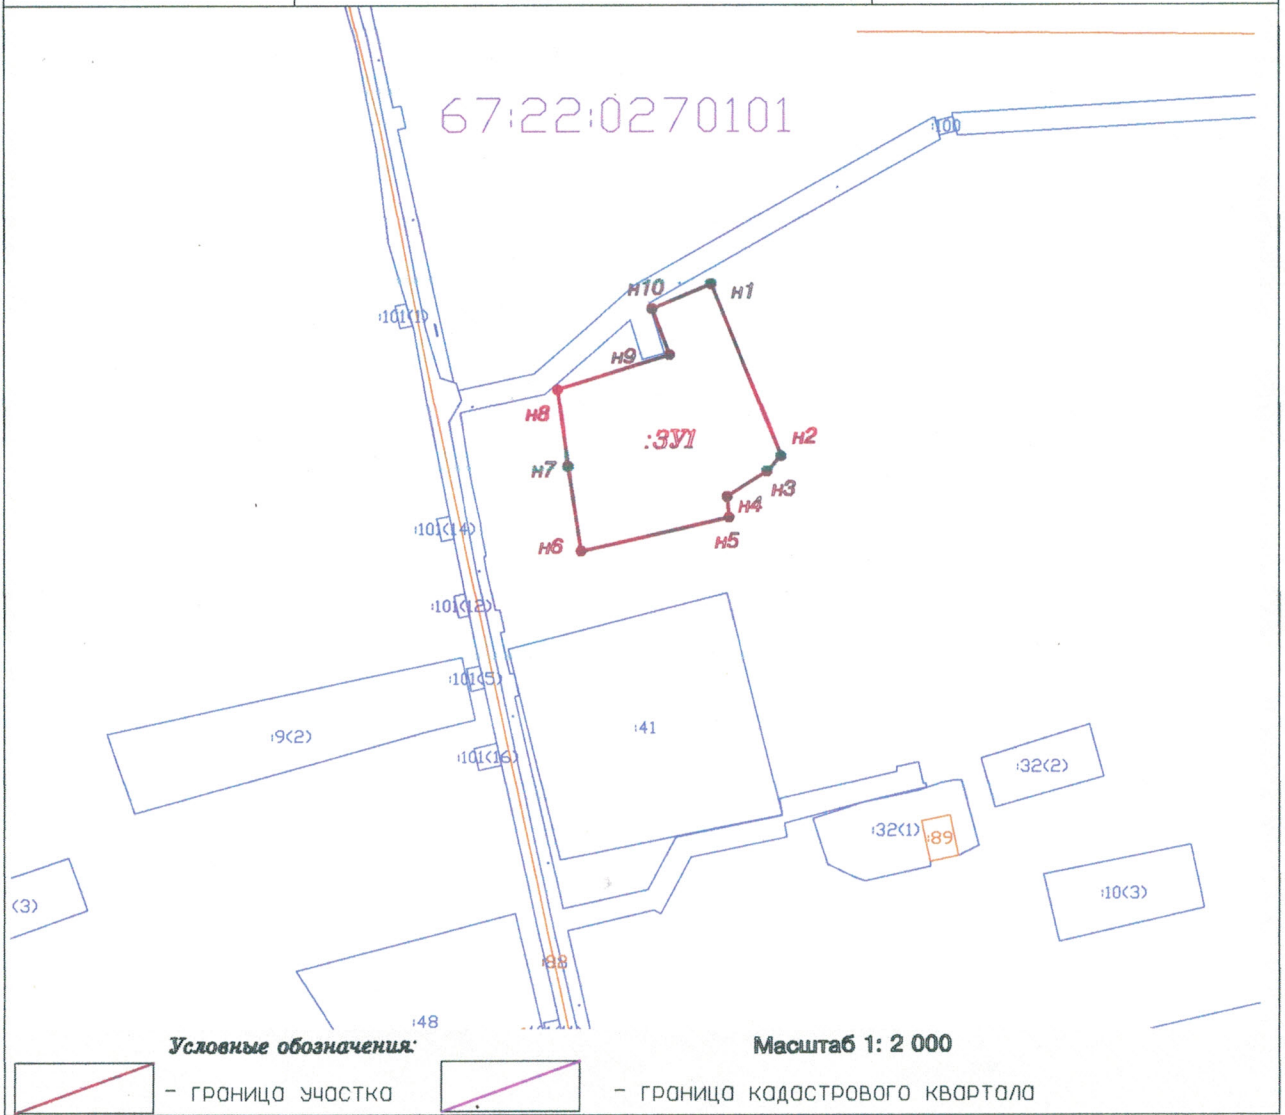 67:22:0270101
:100
н10
н1
:101(1)
н9
н8
:ЗУ1
н2
н7
н3
н4
:101(14)
н5
н6
:101(12)
:101(5)
:9(2)
:41
:101(16)
:32(2)
:32(1)
:89
:10(3)
(3)
:88
:48
Условные обозначения:
Масштаб 1: 2 000
- граница участка
- граница кадастрового квартала